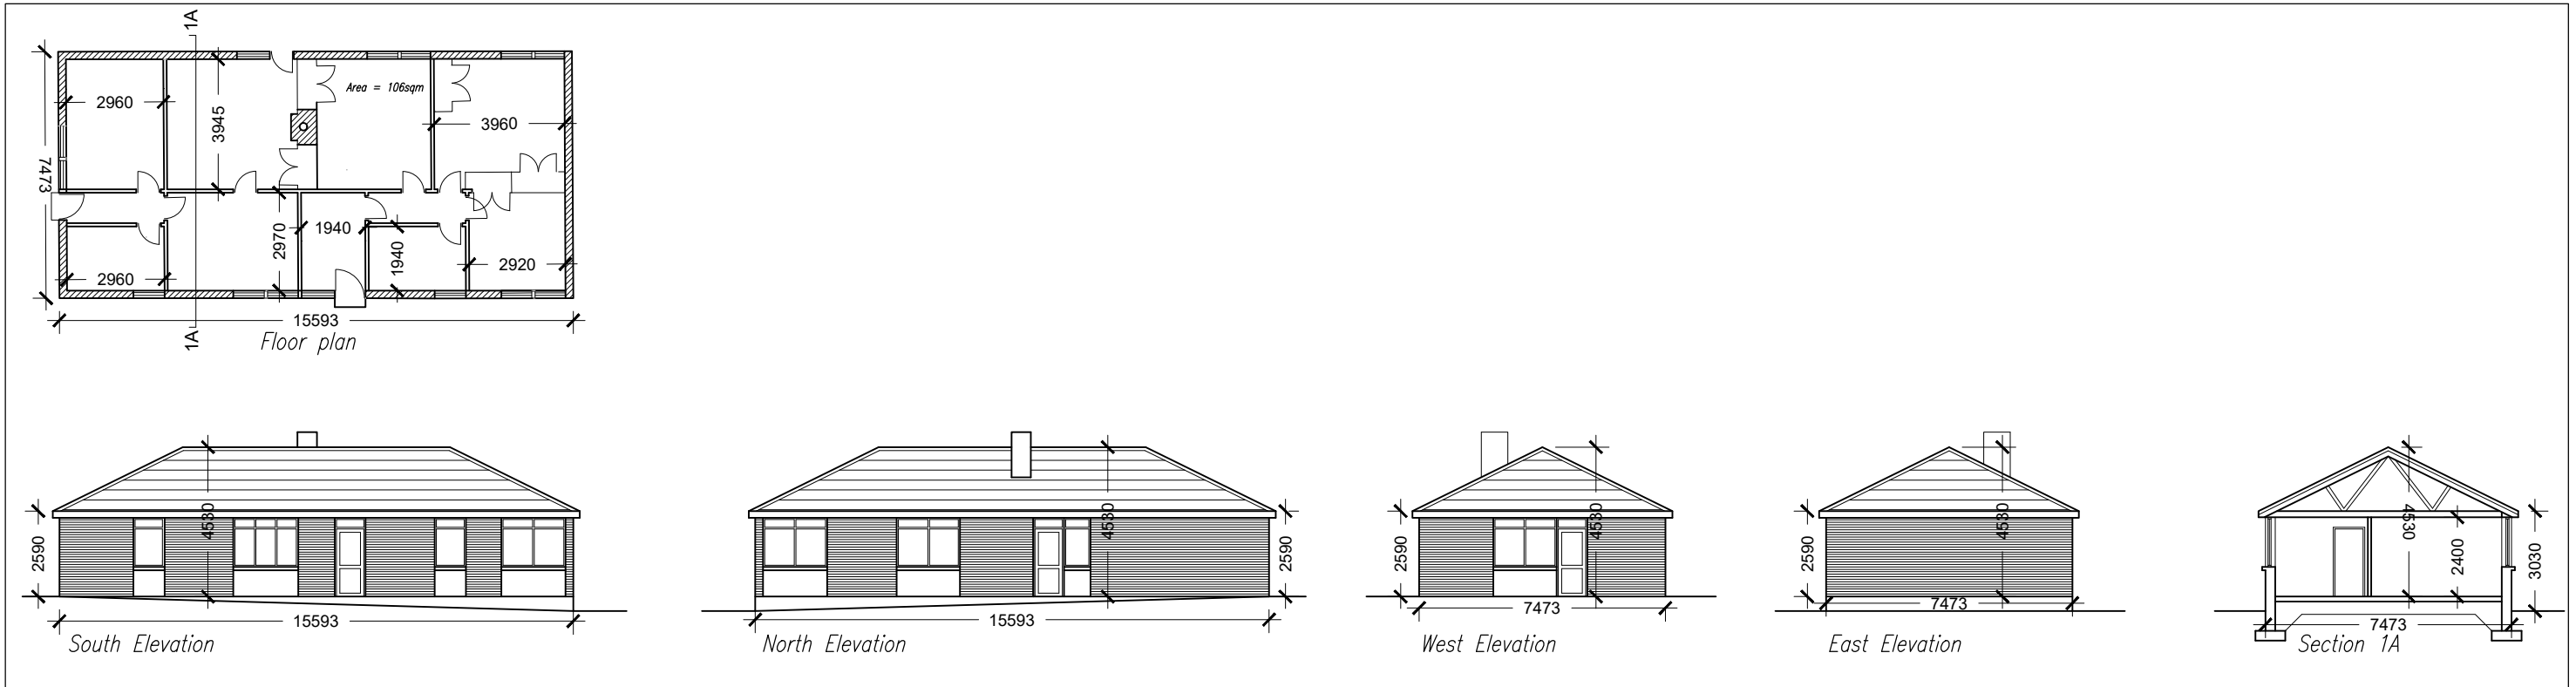 1A
2960
3945
Area = 106sqm
3960
7473
2970
1940
1940
2960
2920
15593
1A
Floor plan
4530
2590
15593
South Elevation
4530
2590
15593
North Elevation
2590
4530
7473
West Elevation
2590
4530
7473
East Elevation
4530
2400
3030
7473
Section 1A